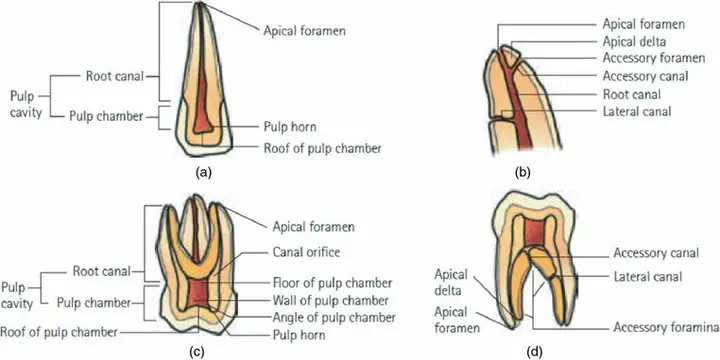 Apical foramen
Root canal
Pulp
cavity
Pulp chamber
Pulp horn
Roof of pulp chamber
(a)
Apical foramen
Apical delta
Accessory foramen
Accessory canal
Root canal
Lateral canal
(b)
Apical foramen
Canal orifice
Root canal
Floor of pulp chamber
Pulp
cavity
Pulp chamber
Wall of pulp chamber
Angle of pulp chamber
Roof of pulp chamber
Pulp horn
(c)
Accessory canal
Apical
delta
Lateral canal
Apical
foramen
Accessory foramina
(d)